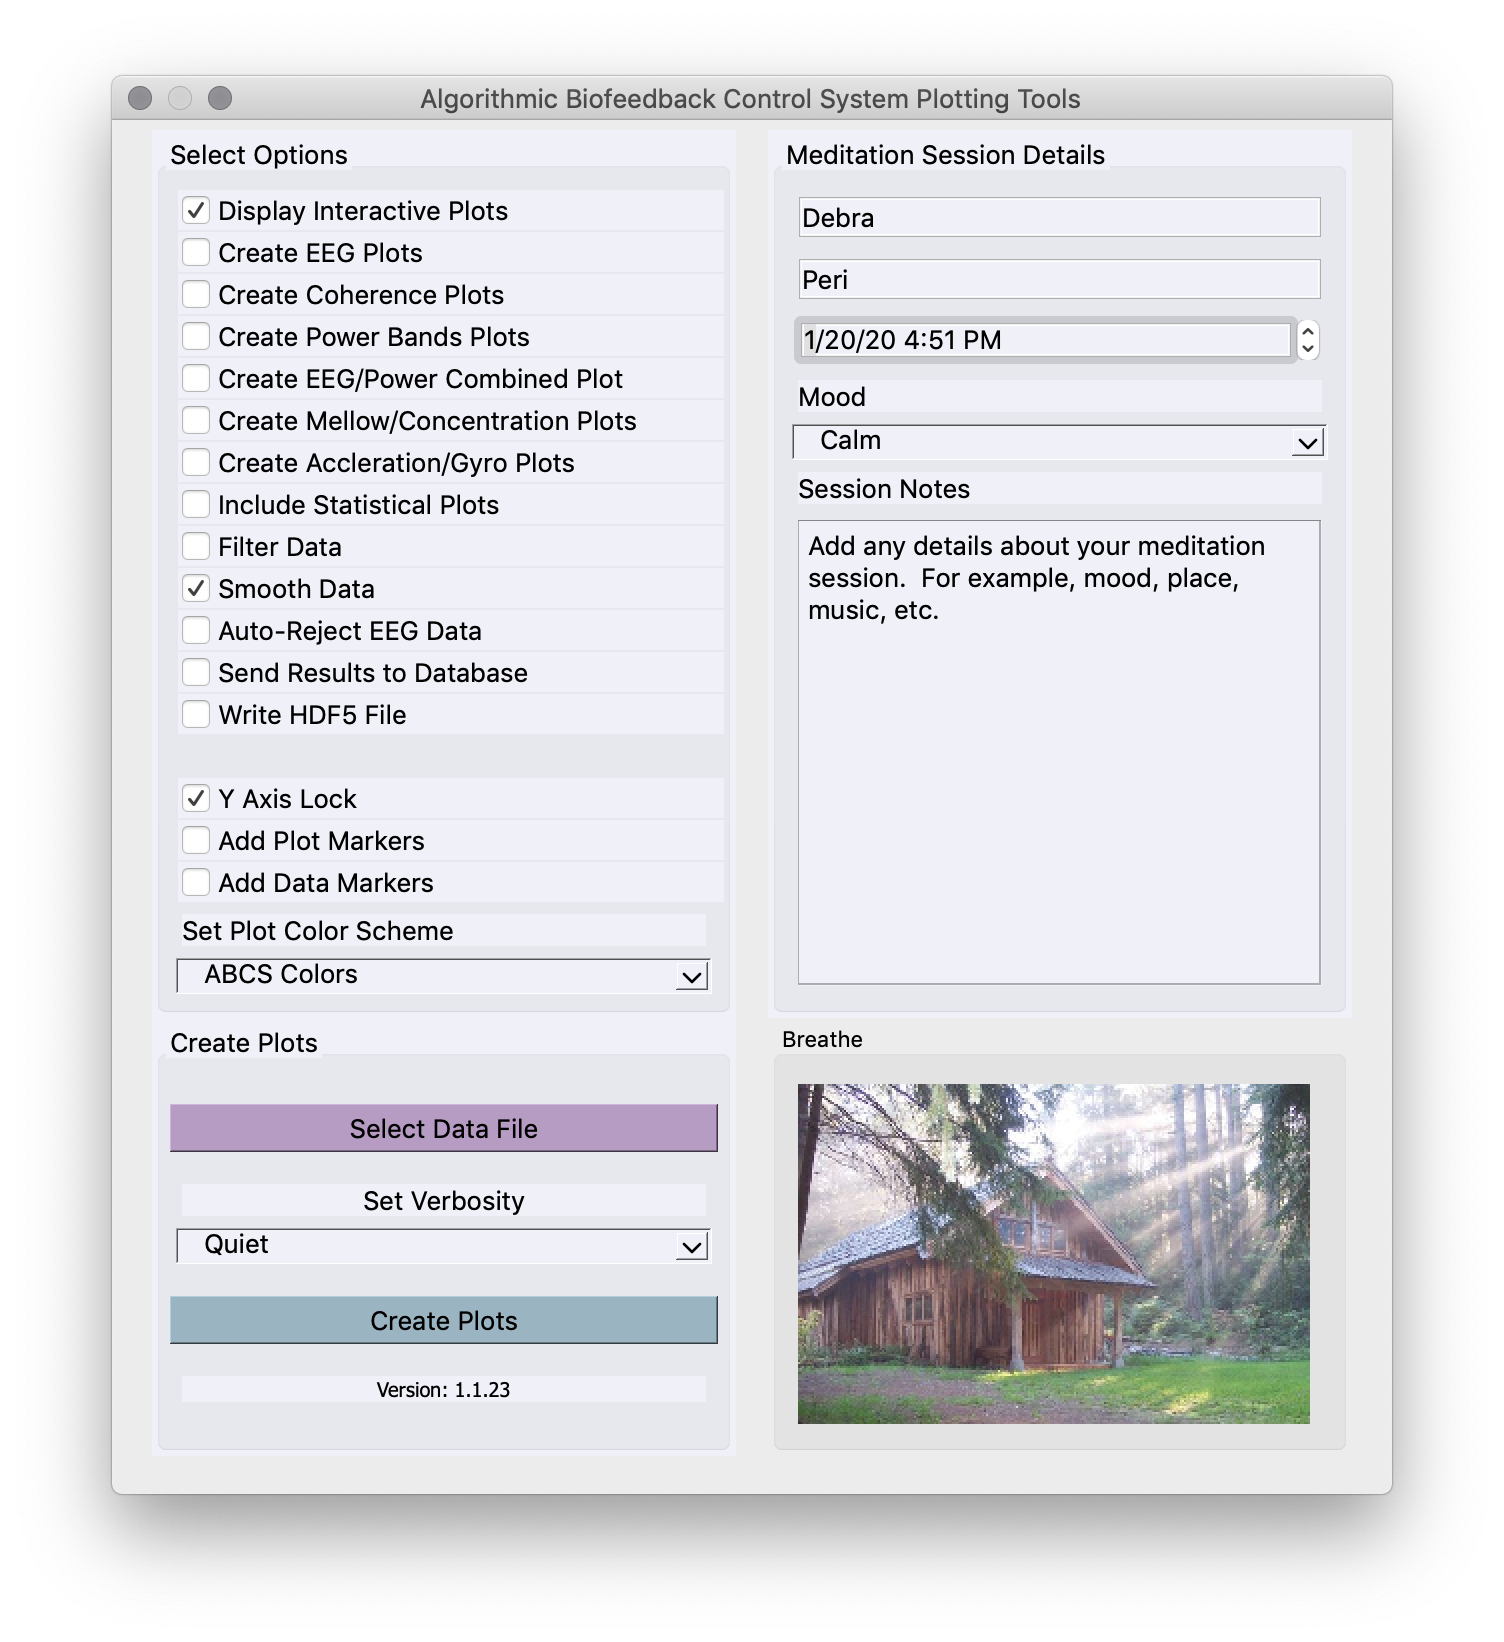 Algorithmic Biofeedback Control System Plotting Tools
Select Options
Display Interactive Plots
Create EEG Plots
Create Coherence Plots
Create Power Bands Plots
Create EEG/Power Combined Plot
Create Mellow/Concentration Plots
Create Accleration/Gyro Plots
Include Statistical Plots
Filter Data
Smooth Data
Auto-Reject EEG Data
Send Results to Database
Write HDF5 File
Y Axis Lock
Add Plot Markers
Add Data Markers
Set Plot Color Scheme
ABCS Colors
Create Plots
Select Data File
Set Verbosity
Quiet
Create Plots
Version: 1.1.23
Meditation Session Details
Debra
Peri
1/20/20 4:51 PM
Mood
Calm
Session Notes
Add any details about your meditation
session.  For example, mood, place,
music, etc.
Breathe